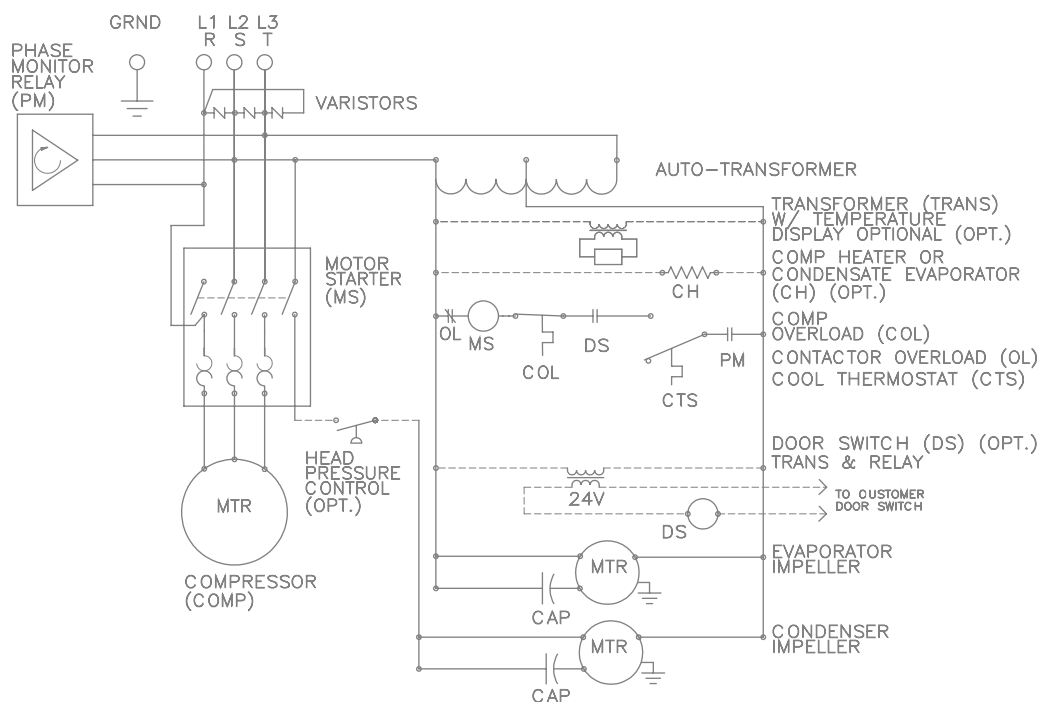 GRND
L1 L2 L3
R S T
PHASE
MONITOR
RELAY
(PM)
VARISTORS
AUTO-TRANSFORMER
TRANSFORMER (TRANS)
W/ TEMPERATURE
DISPLAY OPTIONAL (OPT.)
MOTOR
STARTER
(MS)
COMP HEATER OR
CONDENSATE EVAPORATOR
(CH) (OPT.)
CH
COMP
OVERLOAD (COL)
OL
MS
COL
DS
PM
CTS
CONTACTOR OVERLOAD (OL)
COOL THERMOSTAT (CTS)
HEAD
PRESSURE
CONTROL
(OPT.)
DOOR SWITCH (DS) (OPT.)
TRANS & RELAY
24V
TO CUSTOMER
DOOR SWITCH
DS
MTR
COMPRESSOR
(COMP)
MTR
EVAPORATOR
IMPELLER
CAP
MTR
CONDENSER
IMPELLER
CAP